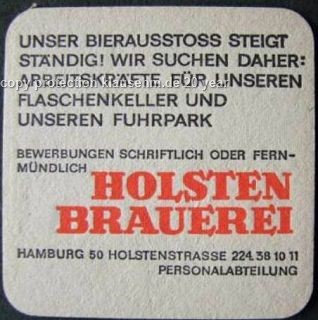 UNSER BIERAUSSTOSS STEIGT
STÄNDIG! WIR SUCHEN DAHER:
ARBEITSKRÄFTE FÜR UNSEREN
FLASCHENKELLER UND
UNSEREN FUHRPARK
BEWERBUNGEN SCHRIFTLICH ODER FERN-
MÜNDLICH
HOLSTEN
BRAUEREI
HAMBURG 50 HOLSTENSTRASSE 224.38 10 11
PERSONALABTEILUNG